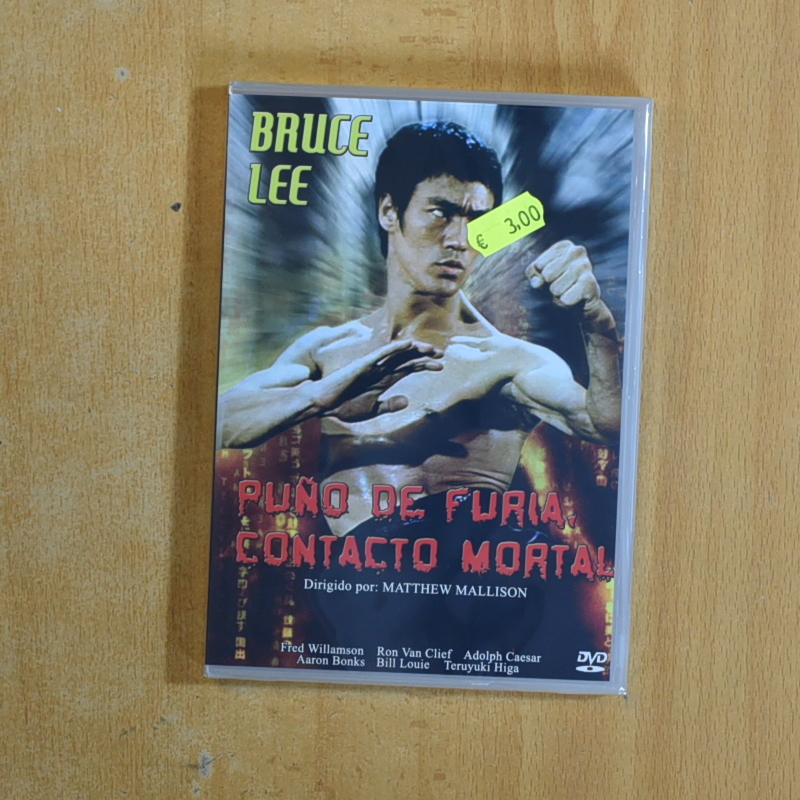 BRUCE
LEE
€ 3,00
PUÑO DE FURIA,
CONTACTO MORTAL
Dirigido por: MATTHEW MALLISON
Fred Willamson Ron Van Clief Adolph Caesar
Aaron Bonks Bill Louie Teruyuki Higa
DVD